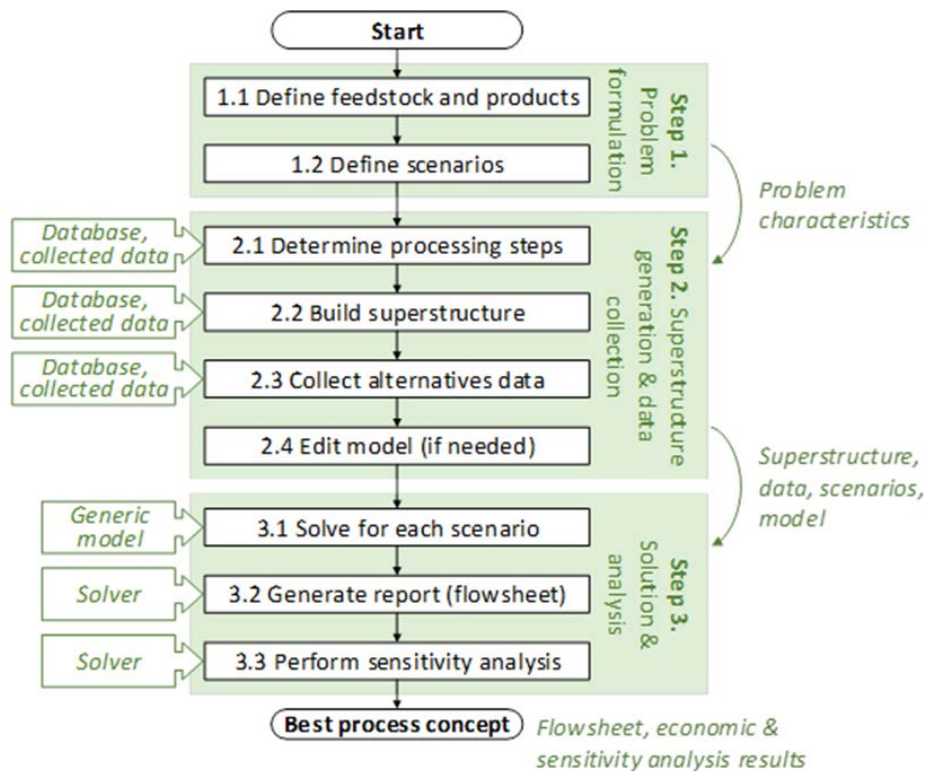 Start
1.1 Define feedstock and products
1.2 Define scenarios
Step 1.
Problem
formulation
Problem
characteristics
Database,
collected data
2.1 Determine processing steps
Database,
collected data
2.2 Build superstructure
Database,
collected data
2.3 Collect alternatives data
2.4 Edit model (if needed)
Step 2. Superstructure
generation & data
collection
Superstructure,
data, scenarios,
model
Generic
model
3.1 Solve for each scenario
Solver
3.2 Generate report (flowsheet)
Solver
3.3 Perform sensitivity analysis
Step 3.
Solution &
analysis
Best process concept
Flowsheet, economic &
sensitivity analysis results